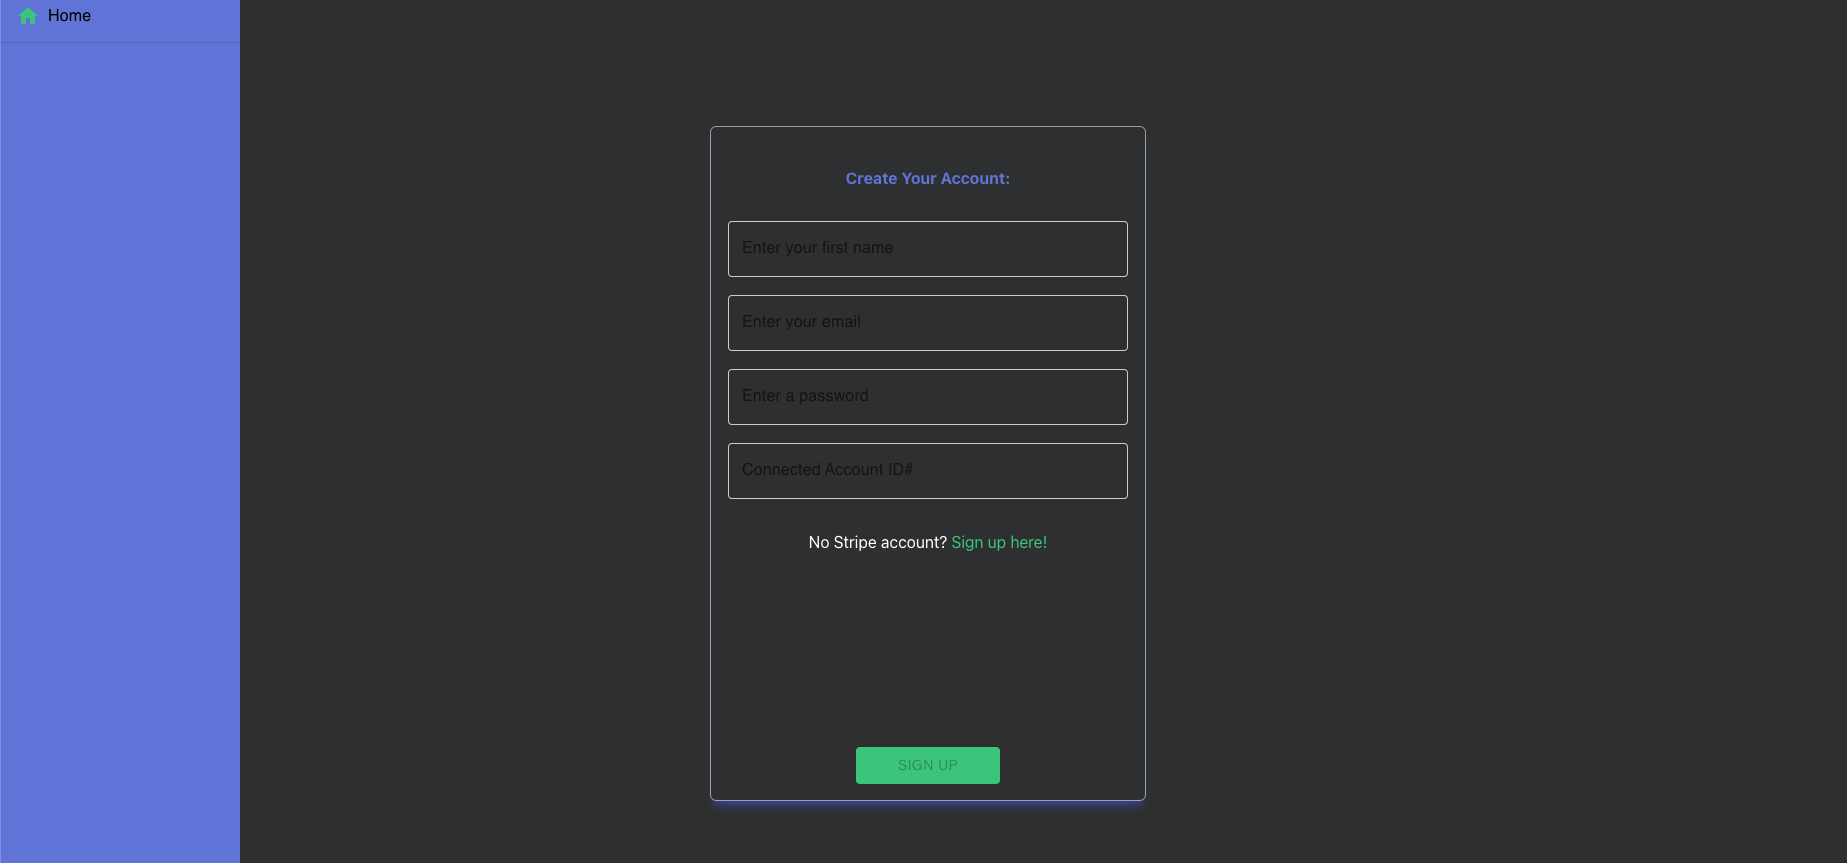 Home
Create Your Account:
Enter your first name
Enter your email
Enter a password
Connected Account ID#
No Stripe account? Sign up here!
SIGN UP